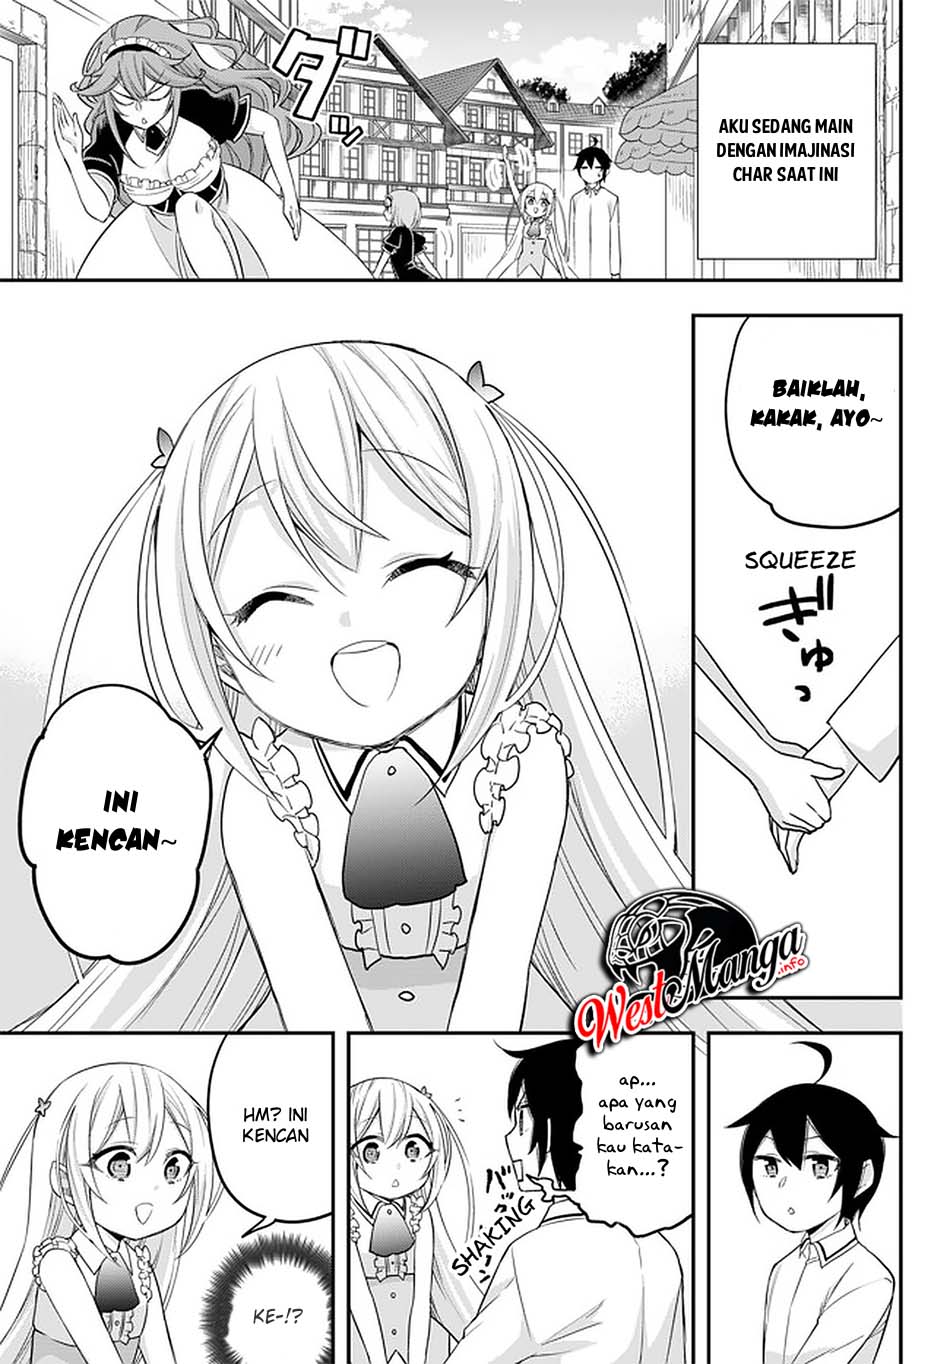 AKU SEDANG MAIN
DENGAN IMAJINASI
CHAR SAAT INI
ダダッ
BAIKLAH,
KAKAK, AYO~
SQUEEZE
ぎゅっ
INI
KENCAN~
WestManga
.info
ap...
apa yang
barusan
kau kata-
kan...?
SHAKING
HM? INI
KENCAN
KE-!?